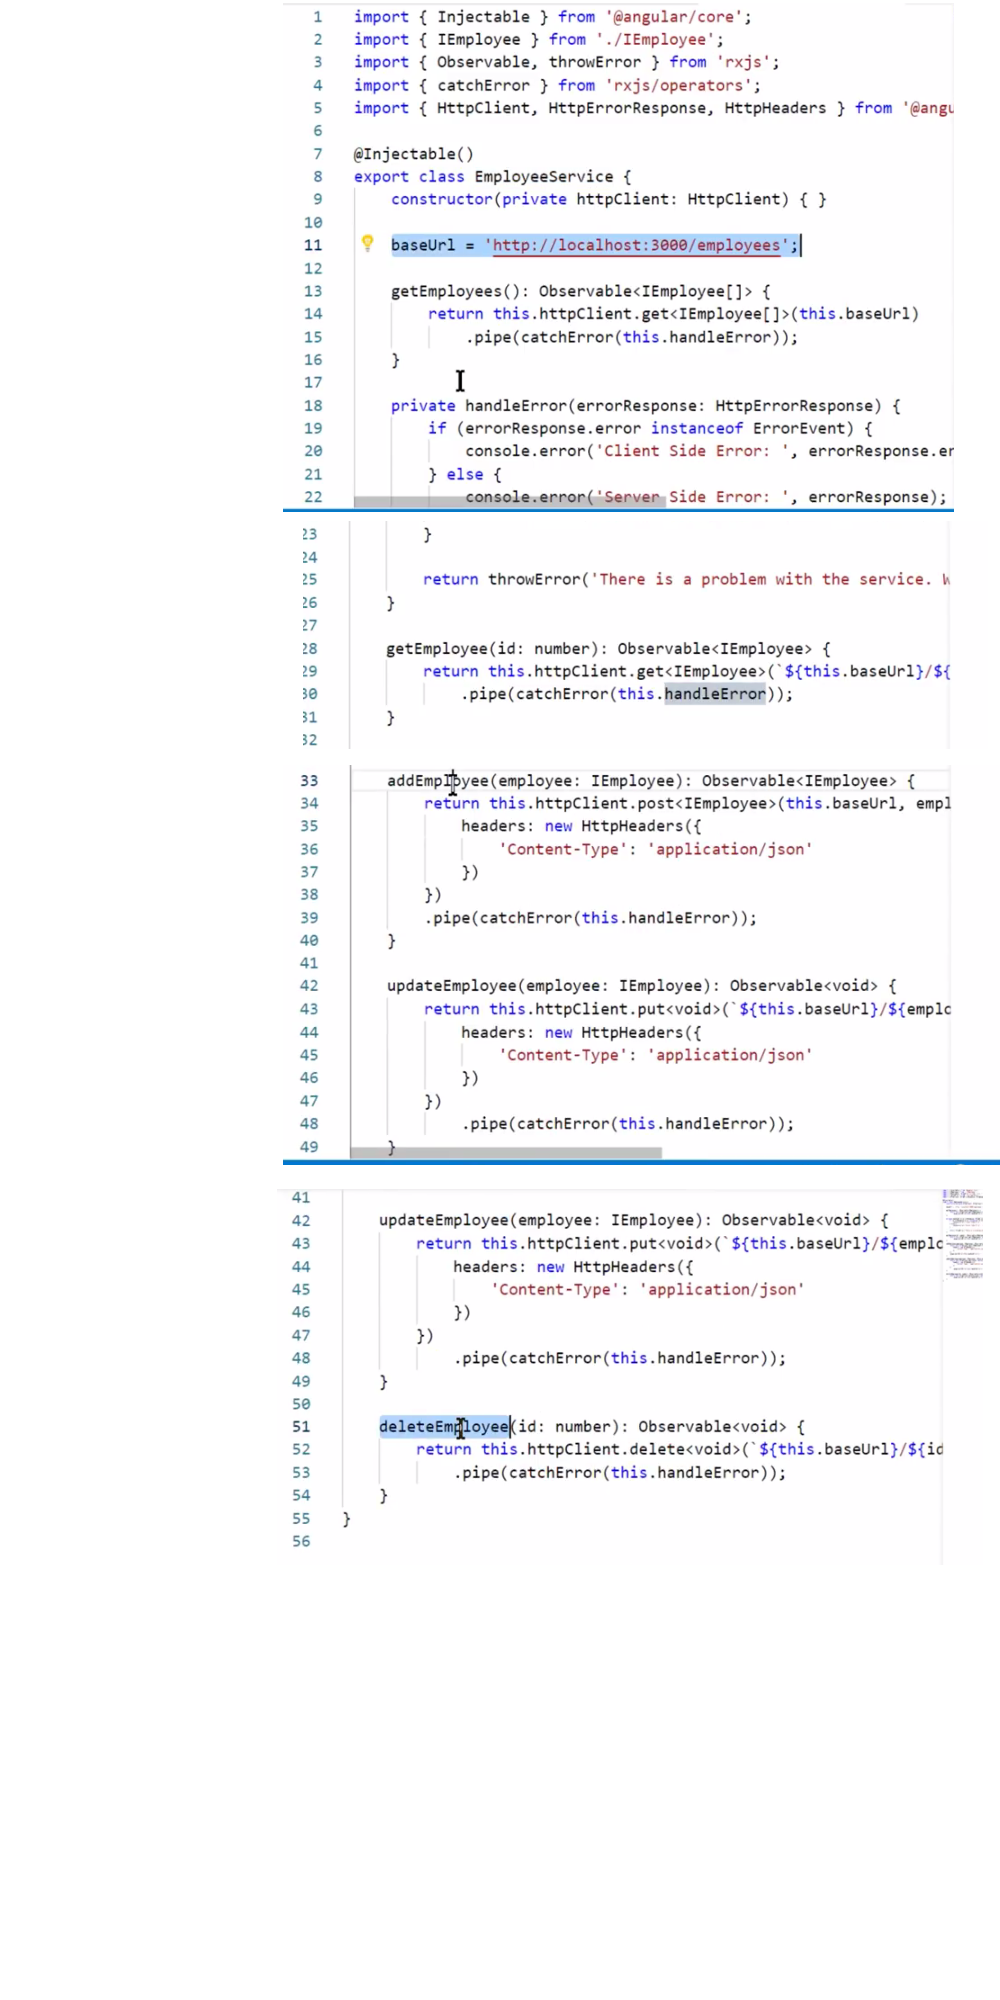 1 import { Injectable } from '@angular/core';
2 import { IEmployee } from './IEmployee';
3 import { Observable, throwError } from 'rxjs';
4 import { catchError } from 'rxjs/operators';
5 import { HttpClient, HttpErrorResponse, HttpHeaders } from '@angu
6
7 @Injectable()
8 export class EmployeeService {
9 constructor(private httpClient: HttpClient) { }
10
11 baseUrl = 'http://localhost:3000/employees';
12
13 getEmployees(): Observable<IEmployee[]> {
14 return this.httpClient.get<IEmployee[]>(this.baseUrl)
15 .pipe(catchError(this.handleError));
16 }
17
18 private handleError(errorResponse: HttpErrorResponse) {
19 if (errorResponse.error instanceof ErrorEvent) {
20 console.error('Client Side Error: ', errorResponse.er
21 } else {
22 console.error('Server Side Error: ', errorResponse);
23 }
24
25 return throwError('There is a problem with the service. W
26 }
27
28 getEmployee(id: number): Observable<IEmployee> {
29 return this.httpClient.get<IEmployee>(`${this.baseUrl}/${
30 .pipe(catchError(this.handleError));
31 }
32
33 addEmployee(employee: IEmployee): Observable<IEmployee> {
34 return this.httpClient.post<IEmployee>(this.baseUrl, empl
35 headers: new HttpHeaders({
36 'Content-Type': 'application/json'
37 })
38 })
39 .pipe(catchError(this.handleError));
40 }
41
42 updateEmployee(employee: IEmployee): Observable<void> {
43 return this.httpClient.put<void>(`${this.baseUrl}/${emplo
44 headers: new HttpHeaders({
45 'Content-Type': 'application/json'
46 })
47 })
48 .pipe(catchError(this.handleError));
49 }
41
42 updateEmployee(employee: IEmployee): Observable<void> {
43 return this.httpClient.put<void>(`${this.baseUrl}/${emplo
44 headers: new HttpHeaders({
45 'Content-Type': 'application/json'
46 })
47 })
48 .pipe(catchError(this.handleError));
49 }
50
51 deleteEmployee(id: number): Observable<void> {
52 return this.httpClient.delete<void>(`${this.baseUrl}/${id
53 .pipe(catchError(this.handleError));
54 }
55 }
56